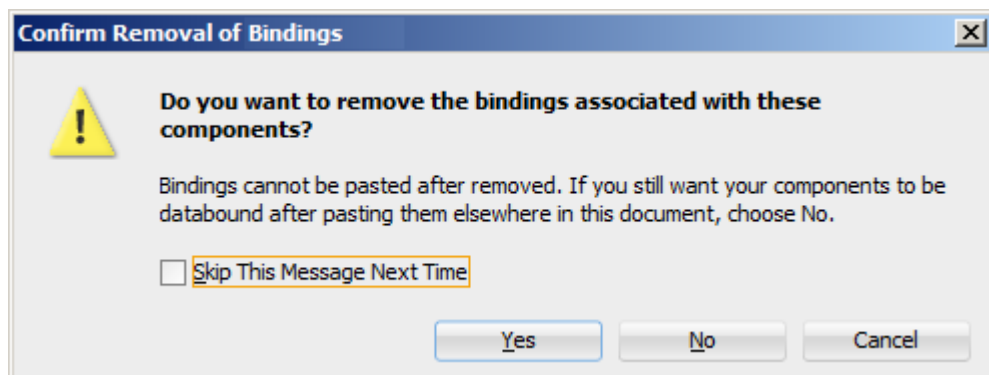 Confirm Removal of Bindings
Do you want to remove the bindings associated with these
components?
Bindings cannot be pasted after removed. If you still want your components to be
databound after pasting them elsewhere in this document, choose No.
Skip This Message Next Time
Yes No Cancel